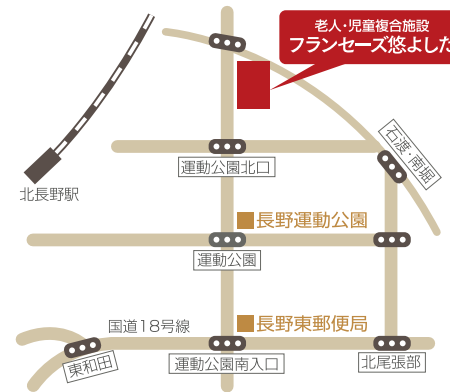 老人・児童複合施設
フランセーズ悠よした
石渡・南堀
運動公園北口
北長野駅
長野運動公園
運動公園
国道18号線
長野東郵便局
東和田
運動公園南入口
北尾張部